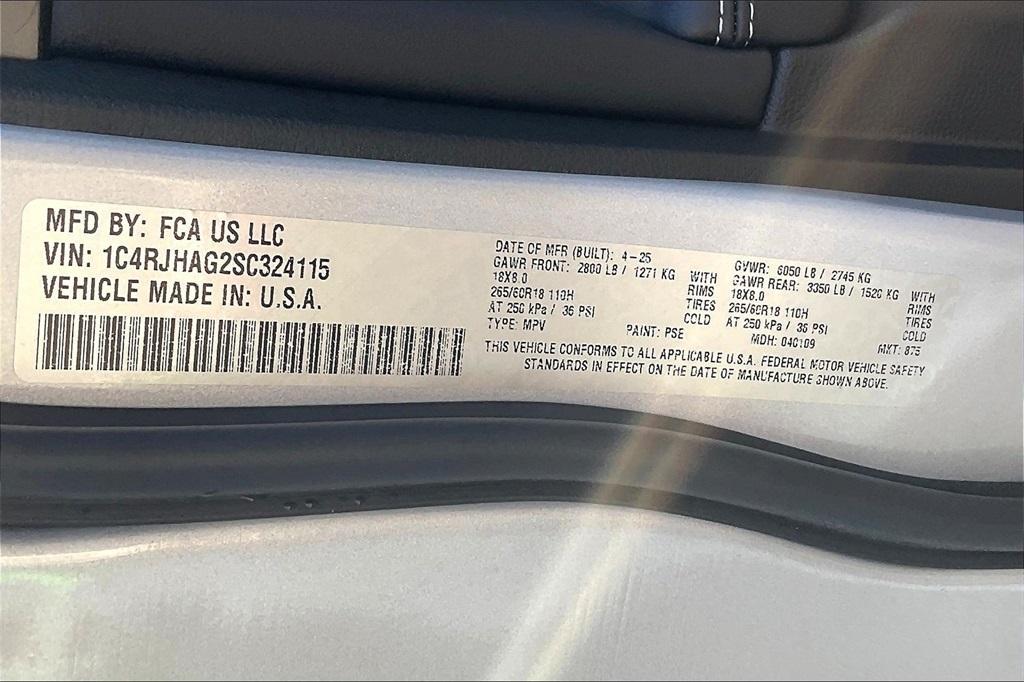 MFD BY: FCA US LLC
VIN: 1C4RJHAG2SC324115
VEHICLE MADE IN: U.S.A.
DATE OF MFR (BUILT): 4-25
GAWR FRONT: 2800 LB / 1271 KG WITH
18X8.0 RIMS
265/60R18 110H TIRES
AT 250 kPa / 36 PSI COLD
TYPE: MPV PAINT: PSE
GVWR: 6050 LB / 2745 KG
GAWR REAR: 3350 LB / 1520 KG WITH
18X8.0 RIMS
265/60R18 110H TIRES
AT 250 kPa / 36 PSI COLD
MDH: 040109 MXT: 875
THIS VEHICLE CONFORMS TO ALL APPLICABLE U.S.A. FEDERAL MOTOR VEHICLE SAFETY
STANDARDS IN EFFECT ON THE DATE OF MANUFACTURE SHOWN ABOVE.